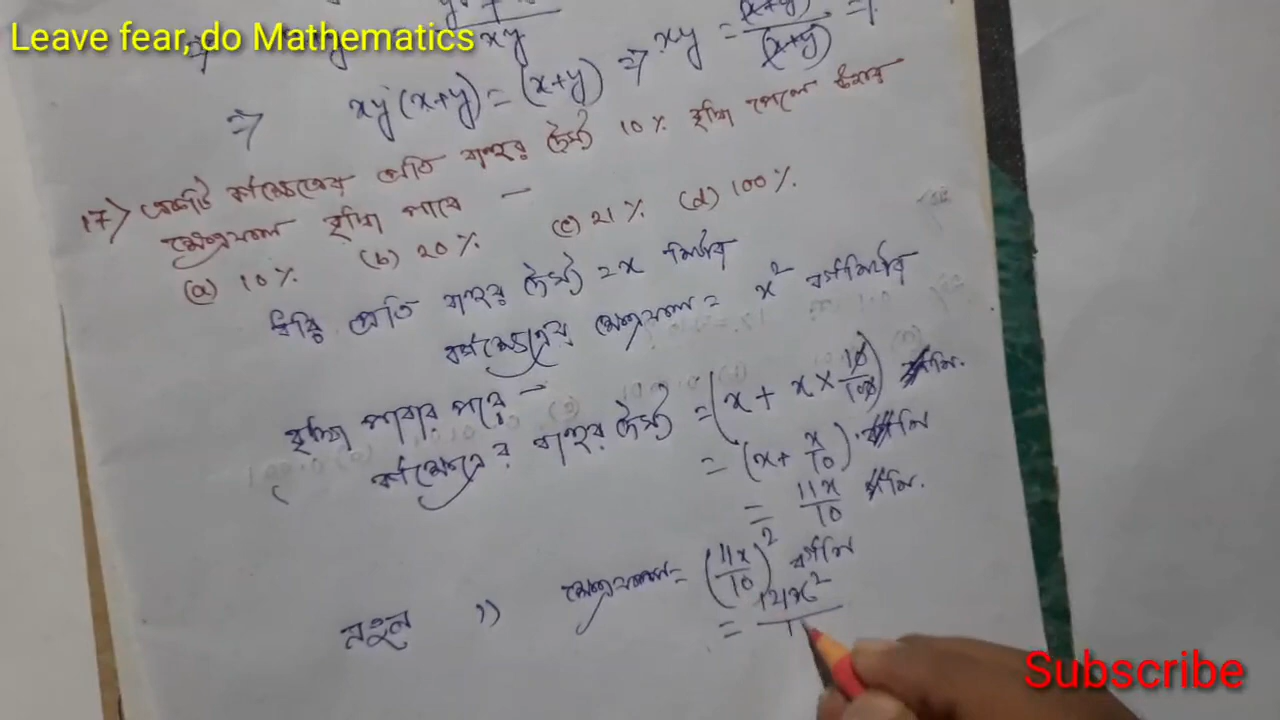 Leave fear, do Mathematics
xy
⇒ xy(x+y) = (x+y) ⇒ xy = (x+y)/(x+y) = 1
17) একটি বর্গক্ষেত্রের প্রতি বাহুর দৈর্ঘ্য 10% বৃদ্ধি পেলে উহার
ক্ষেত্রফল বৃদ্ধি পাবে —
(a) 10% (b) 20% (c) 21% (d) 100%.
ধরি প্রতি বাহুর দৈর্ঘ্য = x মিটার
বর্গক্ষেত্রের ক্ষেত্রফল = x² বর্গমিটার
বৃদ্ধি পাবার পরে —
বর্গক্ষেত্রের বাহুর দৈর্ঘ্য = (x + x × 10/100) মি.
= (x + x/10) মি
= 11x/10 মি.
নতুন " ক্ষেত্রফল = (11x/10)² বর্গমি
= 121x²/1
Subscribe